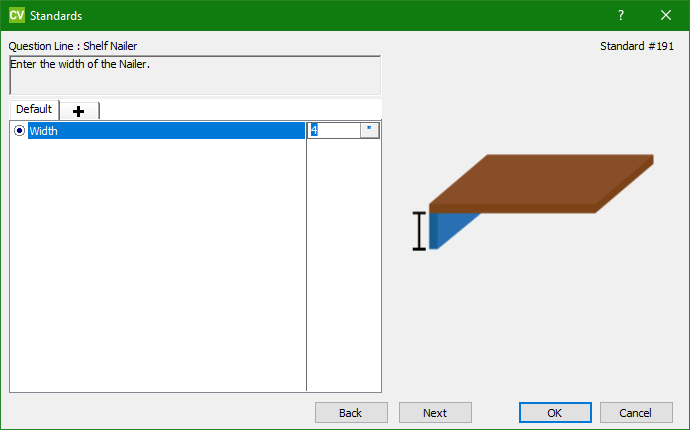 CV Standards ?
Question Line : Shelf Nailer Standard #191
Enter the width of the Nailer.
Default
Width 4 "
Back Next OK Cancel